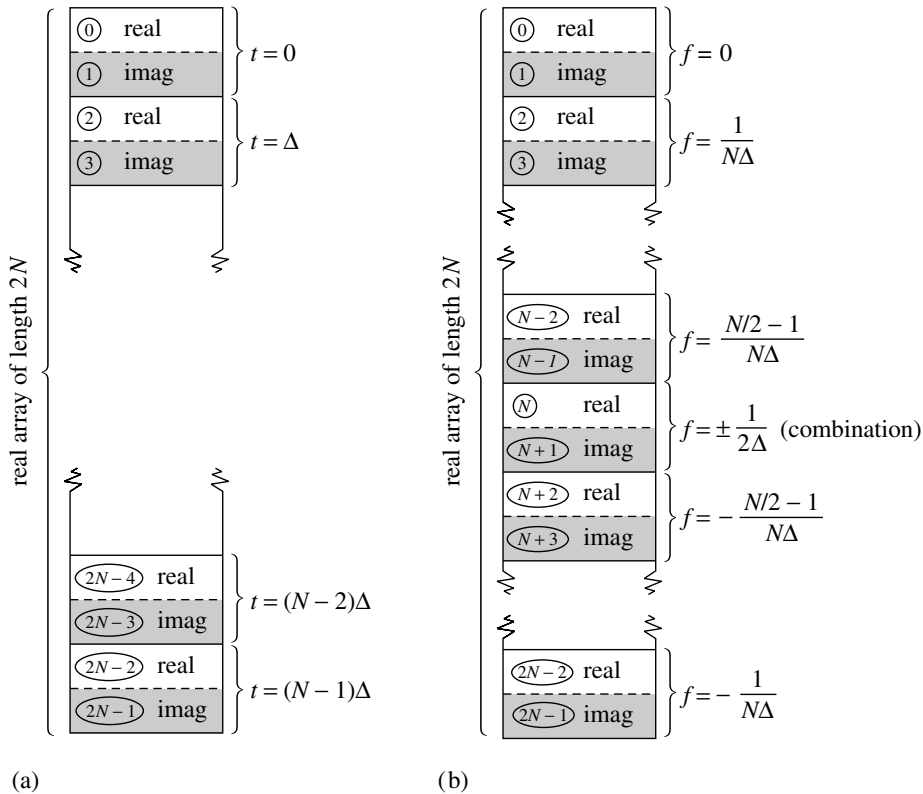 real array of length 2N
0 real
1 imag
t = 0
2 real
3 imag
t = Δ
2N − 4 real
2N − 3 imag
t = (N − 2)Δ
2N − 2 real
2N − 1 imag
t = (N − 1)Δ
(a)
real array of length 2N
0 real
1 imag
f = 0
2 real
3 imag
f = 1/NΔ
N − 2 real
N − 1 imag
f = N/2 − 1/NΔ
N real
N + 1 imag
f = ± 1/2Δ (combination)
N + 2 real
N + 3 imag
f = − N/2 − 1/NΔ
2N − 2 real
2N − 1 imag
f = − 1/NΔ
(b)